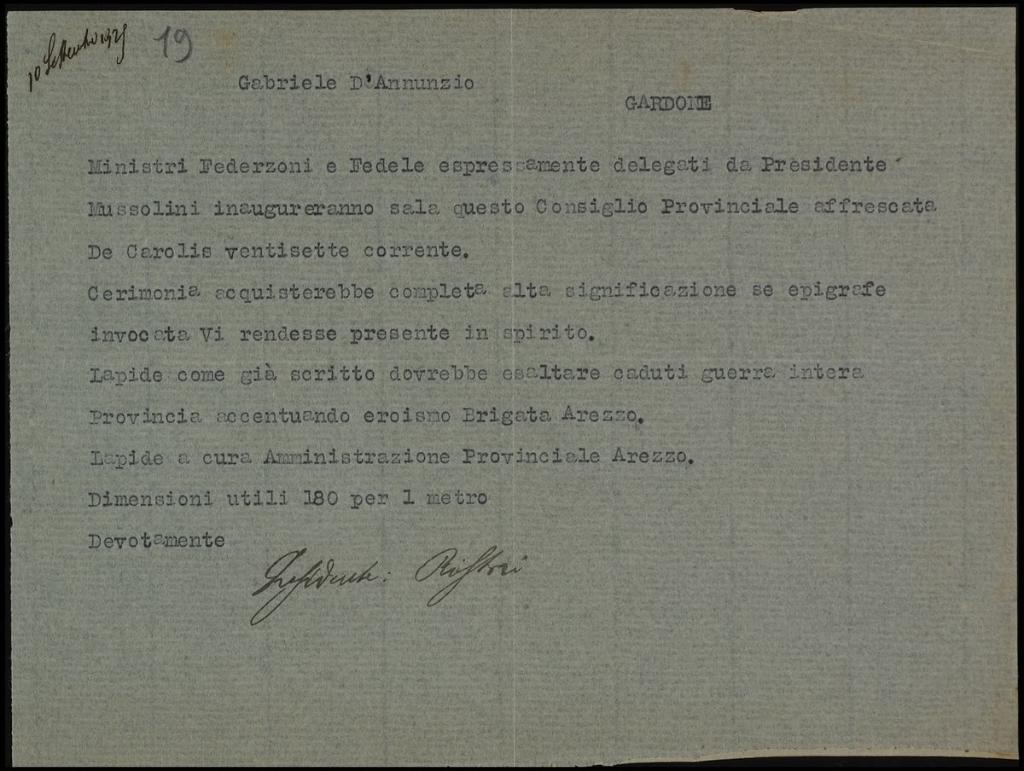 10 Settembre 1925
19
Gabriele D'Annunzio
GARDONE
Ministri Federzoni e Fedele espressamente delegati da Presidente
Mussolini inaugureranno sala questo Consiglio Provinciale affrescata
De Carolis ventisette corrente.
Cerimonia acquisterebbe completa alta significazione se epigrafe
invocata Vi rendesse presente in spirito.
Lapide come già scritto dovrebbe esaltare caduti guerra intera
Provincia accentuando eroismo Brigata Arezzo.
Lapide a cura Amministrazione Provinciale Arezzo.
Dimensioni utili 180 per 1 metro
Devotamente
Presidente: